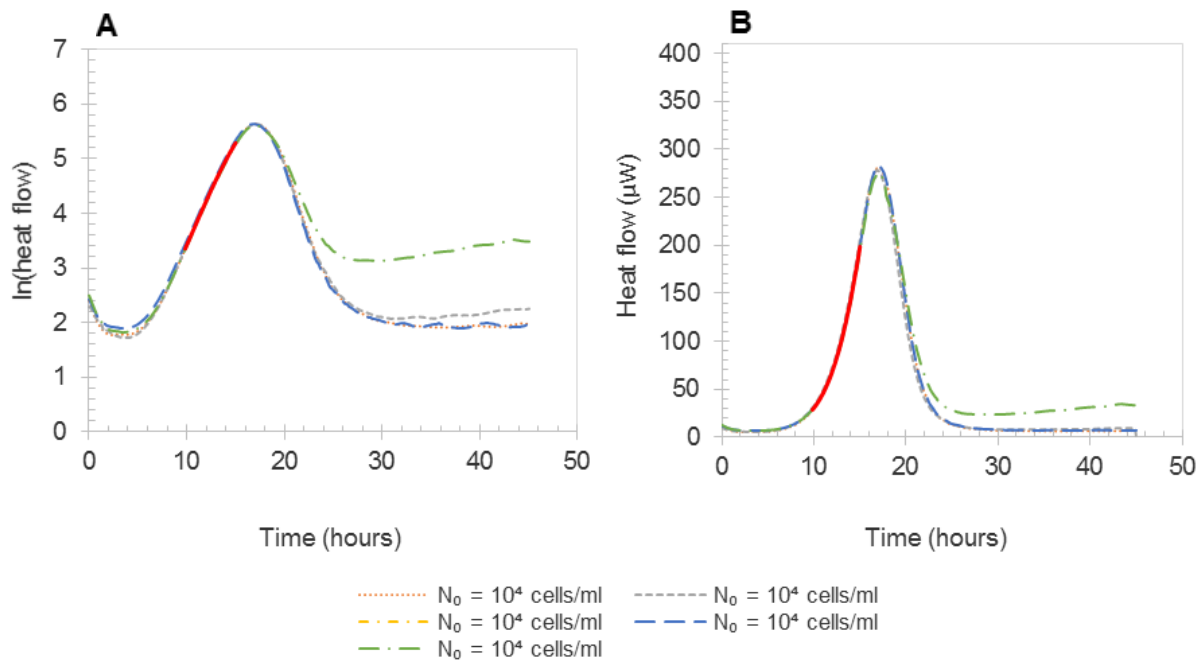 A
7
6
5
4
3
2
1
0
ln(heat flow)
0
10
20
30
40
50
Time (hours)
B
400
350
300
250
200
150
100
50
0
Heat flow (µW)
0
10
20
30
40
50
Time (hours)
N₀ = 10⁴ cells/ml
N₀ = 10⁴ cells/ml
N₀ = 10⁴ cells/ml
N₀ = 10⁴ cells/ml
N₀ = 10⁴ cells/ml